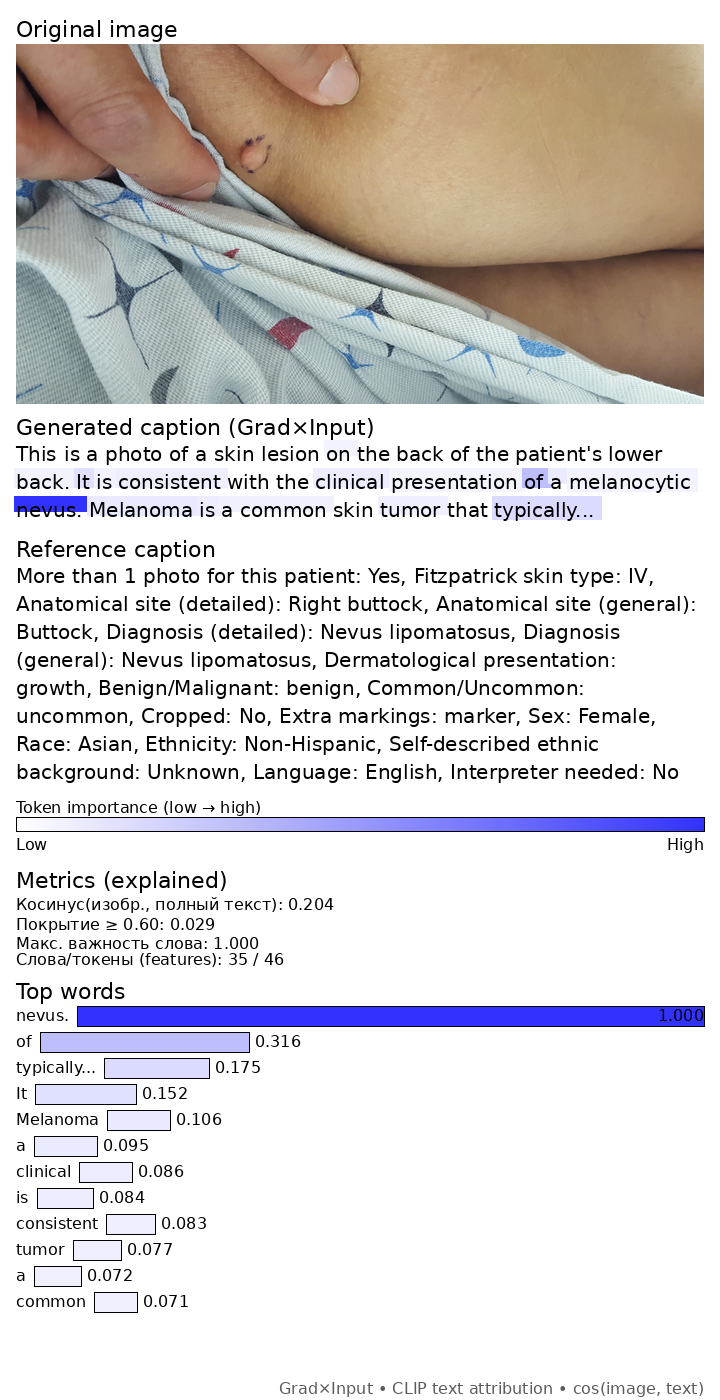 Original image
Generated caption (Grad×Input)
This is a photo of a skin lesion on the back of the patient's lower
back. It is consistent with the clinical presentation of a melanocytic
nevus. Melanoma is a common skin tumor that typically...
Reference caption
More than 1 photo for this patient: Yes, Fitzpatrick skin type: IV,
Anatomical site (detailed): Right buttock, Anatomical site (general):
Buttock, Diagnosis (detailed): Nevus lipomatosus, Diagnosis
(general): Nevus lipomatosus, Dermatological presentation:
growth, Benign/Malignant: benign, Common/Uncommon:
uncommon, Cropped: No, Extra markings: marker, Sex: Female,
Race: Asian, Ethnicity: Non-Hispanic, Self-described ethnic
background: Unknown, Language: English, Interpreter needed: No
Token importance (low → high)
Low High
Metrics (explained)
Косинус(изобр., полный текст): 0.204
Покрытие ≥ 0.60: 0.029
Макс. важность слова: 1.000
Слова/токены (features): 35 / 46
Top words
nevus. 1.000
of 0.316
typically... 0.175
It 0.152
Melanoma 0.106
a 0.095
clinical 0.086
is 0.084
consistent 0.083
tumor 0.077
a 0.072
common 0.071
Grad×Input • CLIP text attribution • cos(image, text)